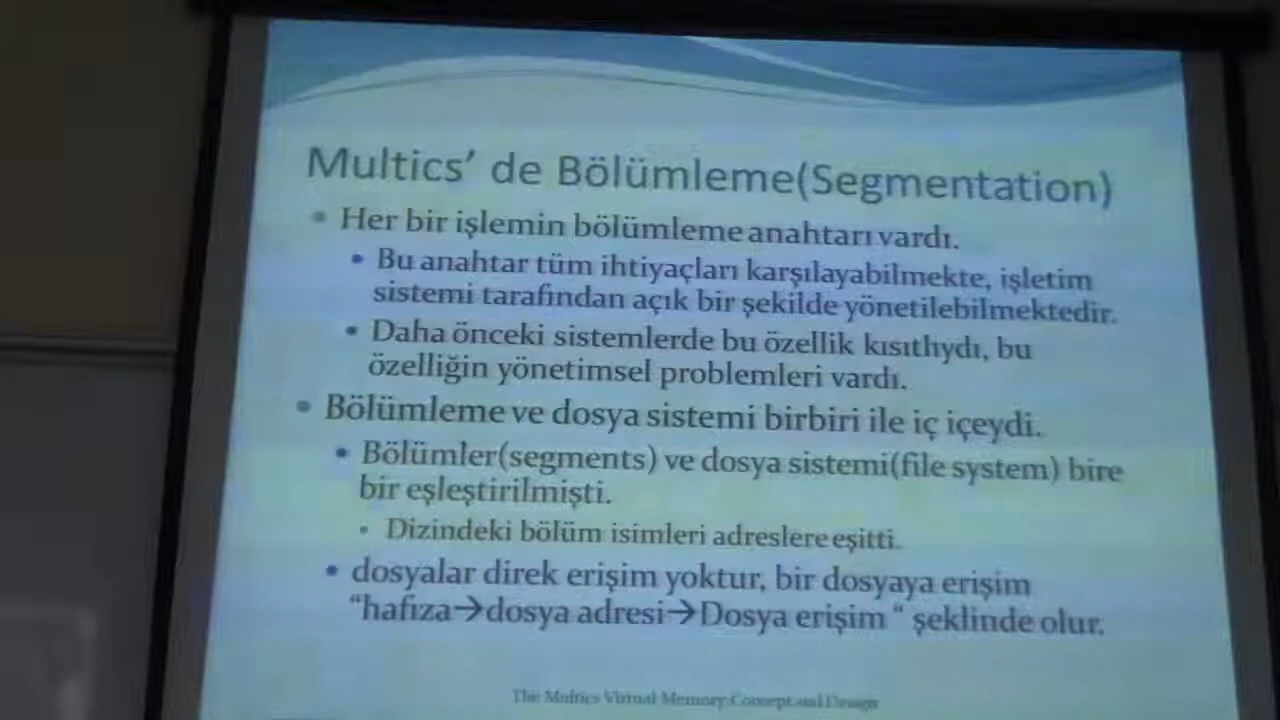 Multics' de Bölümleme(Segmentation)
Her bir işlemin bölümleme anahtarı vardı.
Bu anahtar tüm ihtiyaçları karşılayabilmekte, işletim
sistemi tarafından açık bir şekilde yönetilebilmektedir.
Daha önceki sistemlerde bu özellik kısıtlıydı, bu
özelliğin yönetimsel problemleri vardı.
Bölümleme ve dosya sistemi birbiri ile iç içeydi.
Bölümler(segments) ve dosya sistemi(file system) bire
bir eşleştirilmişti.
Dizindeki bölüm isimleri adreslere eşitti.
dosyalar direk erişim yoktur, bir dosyaya erişim
"hafıza→dosya adresi→Dosya erişim " şeklinde olur.
The Multics Virtual Memory: Concept and Design